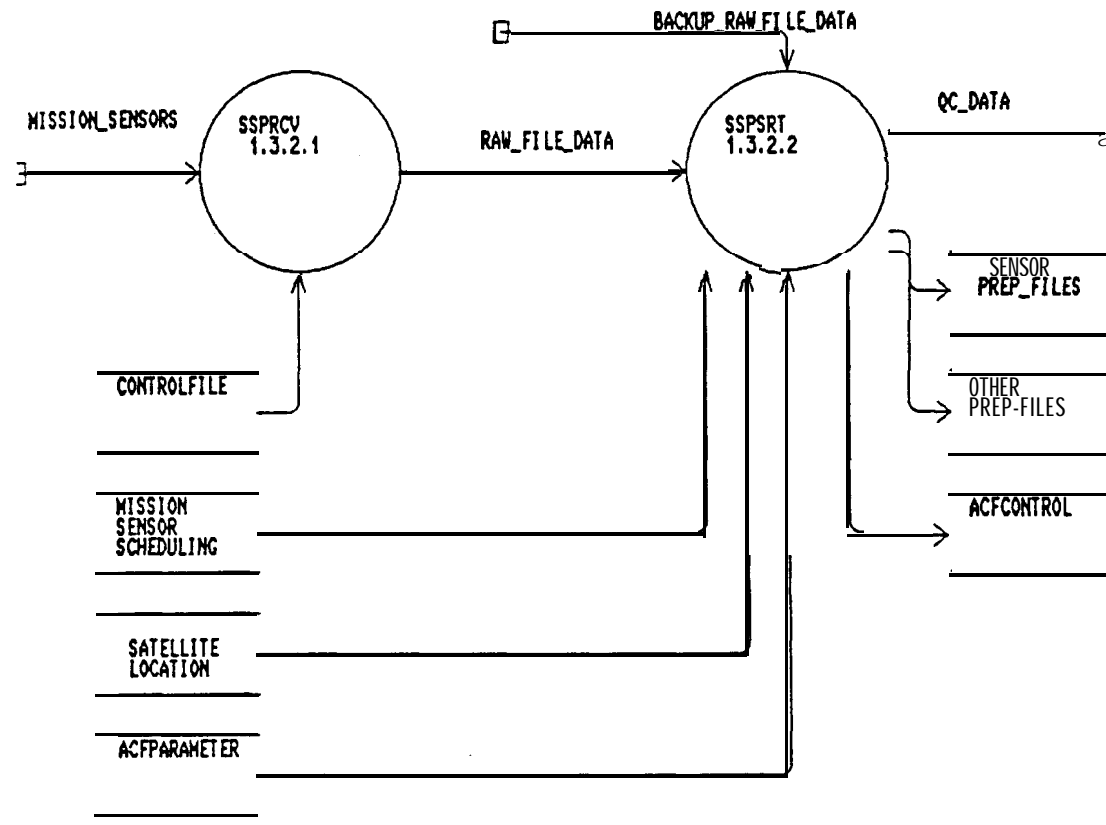 BACKUP_RAW_FILE_DATA
MISSION_SENSORS
SSPRCV
1.3.2.1
RAW_FILE_DATA
SSPSRT
1.3.2.2
QC_DATA
SENSOR
PREP_FILES
CONTROLFILE
OTHER
PREP-FILES
MISSION
SENSOR
SCHEDULING
ACFCONTROL
SATELLITE
LOCATION
ACFPARAMETER